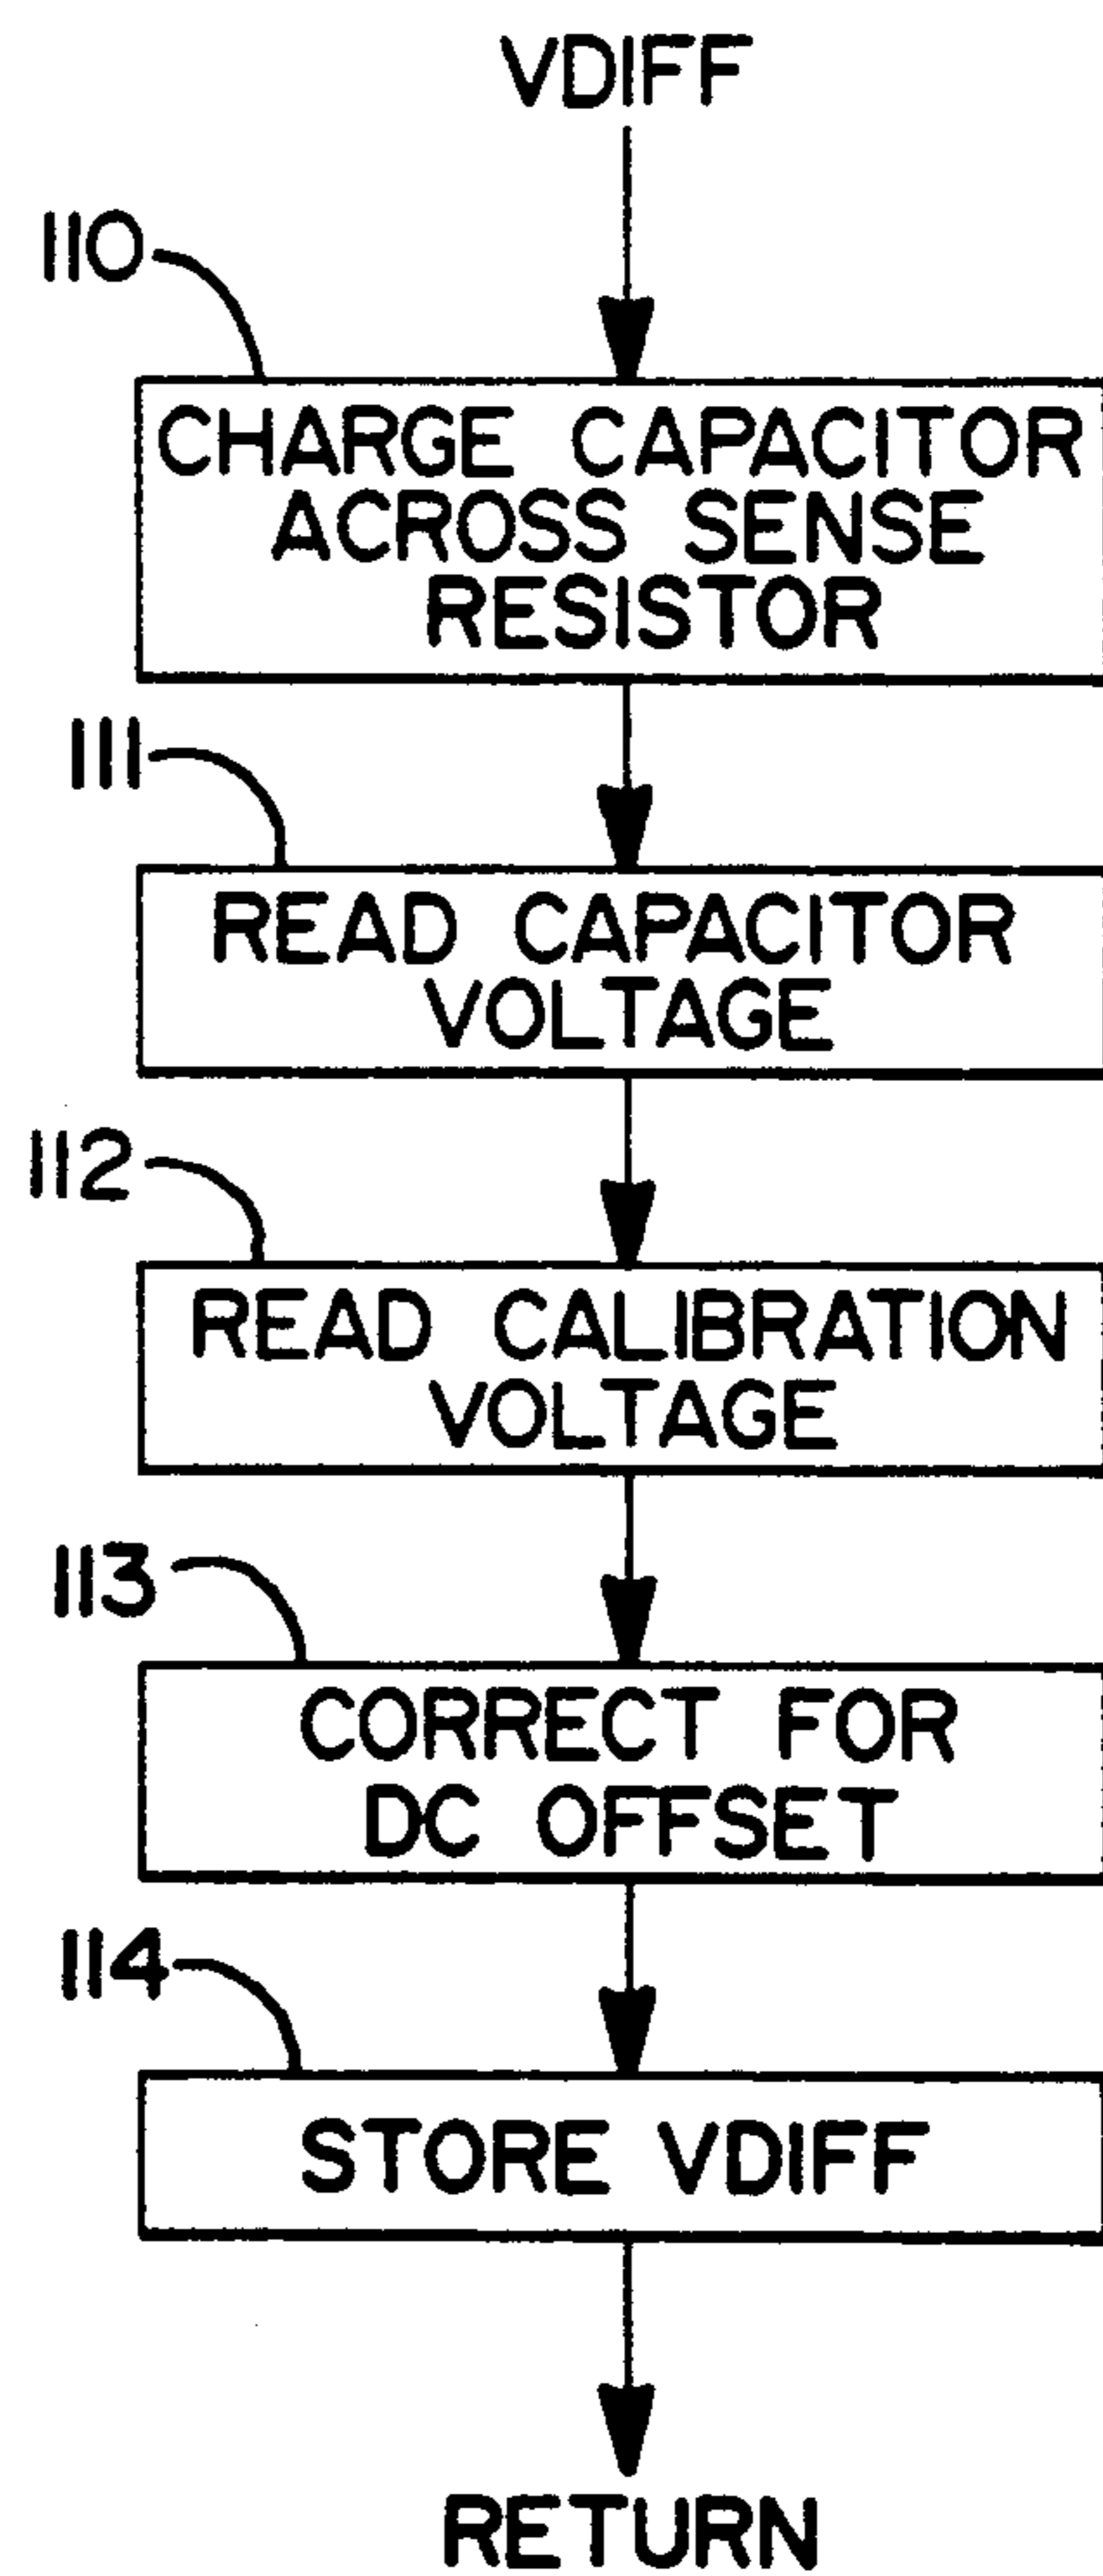 VDIFF
110
CHARGE CAPACITOR
ACROSS SENSE
RESISTOR
111
READ CAPACITOR
VOLTAGE
112
READ CALIBRATION
VOLTAGE
113
CORRECT FOR
DC OFFSET
114
STORE VDIFF
RETURN